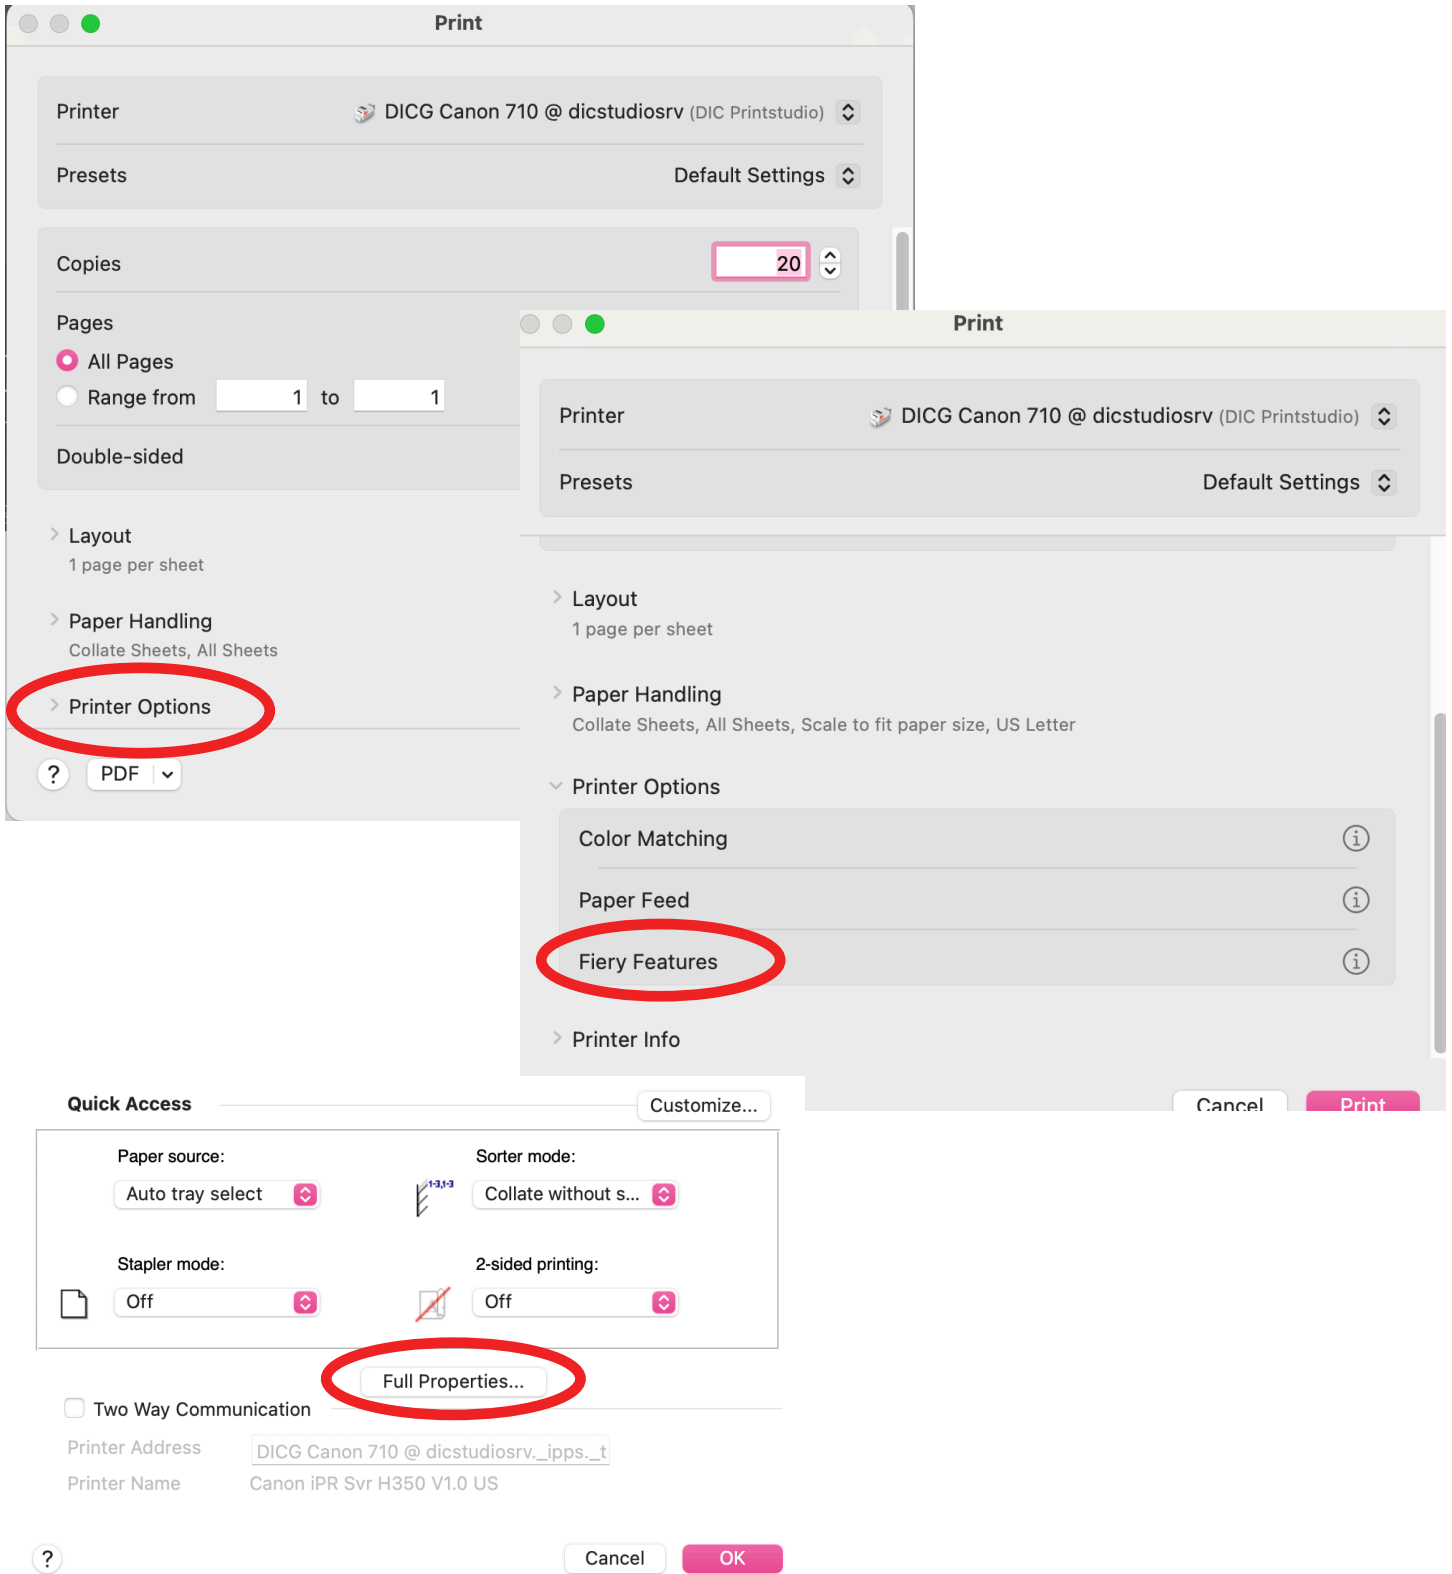 Print
Printer DICG Canon 710 @ dicstudiosrv (DIC Printstudio)
Presets Default Settings
Copies 20
Pages
All Pages
Range from 1 to 1
Double-sided
Layout
1 page per sheet
Paper Handling
Collate Sheets, All Sheets
Printer Options
? PDF
Print
Printer DICG Canon 710 @ dicstudiosrv (DIC Printstudio)
Presets Default Settings
Layout
1 page per sheet
Paper Handling
Collate Sheets, All Sheets, Scale to fit paper size, US Letter
Printer Options
Color Matching
Paper Feed
Fiery Features
Printer Info
Cancel Print
Quick Access Customize...
Paper source: Sorter mode:
Auto tray select 1-3,1-3 Collate without s...
Stapler mode: 2-sided printing:
Off Off
Full Properties...
Two Way Communication
Printer Address DICG Canon 710 @ dicstudiosrv._ipps._t
Printer Name Canon iPR Svr H350 V1.0 US
? Cancel OK